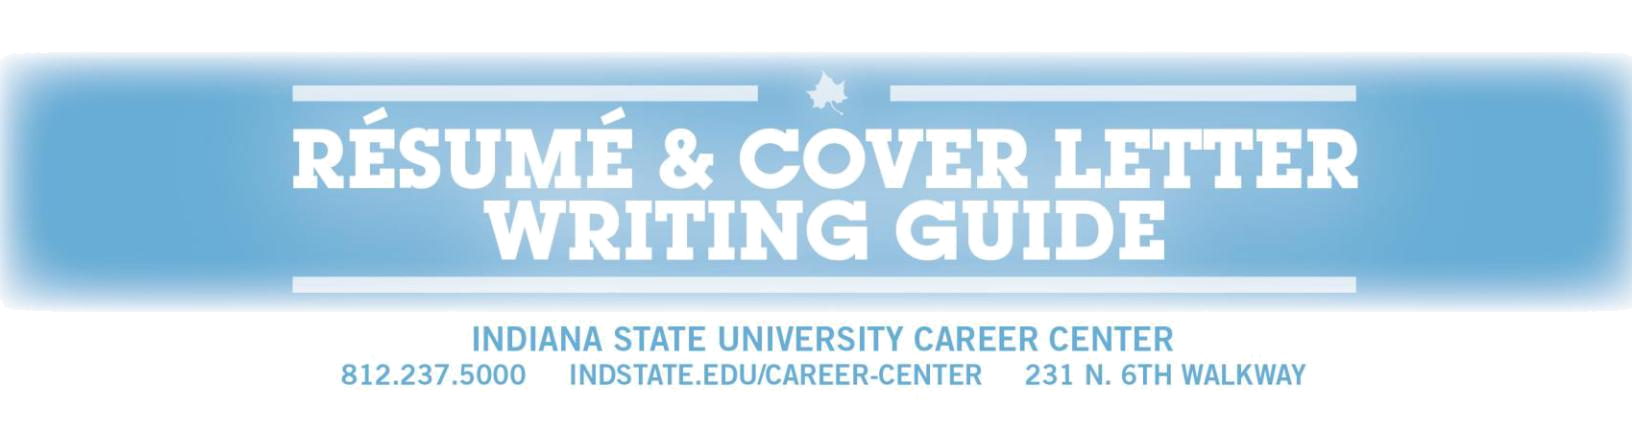 RÉSUMÉ & COVER LETTER
WRITING GUIDE
INDIANA STATE UNIVERSITY CAREER CENTER
812.237.5000 INDSTATE.EDU/CAREER-CENTER 231 N. 6TH WALKWAY